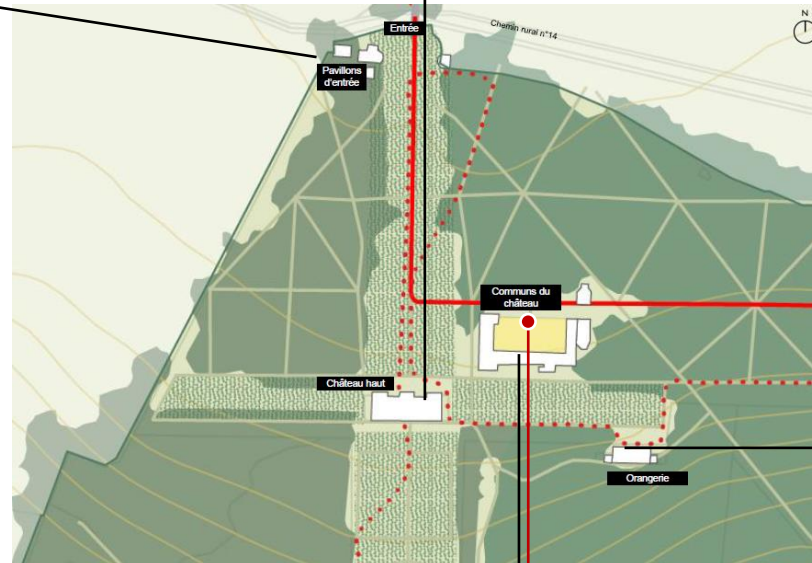 N
Entrée
Chemin rural n°14
Pavillons
d'entrée
Communs du
château
Château haut
Orangerie